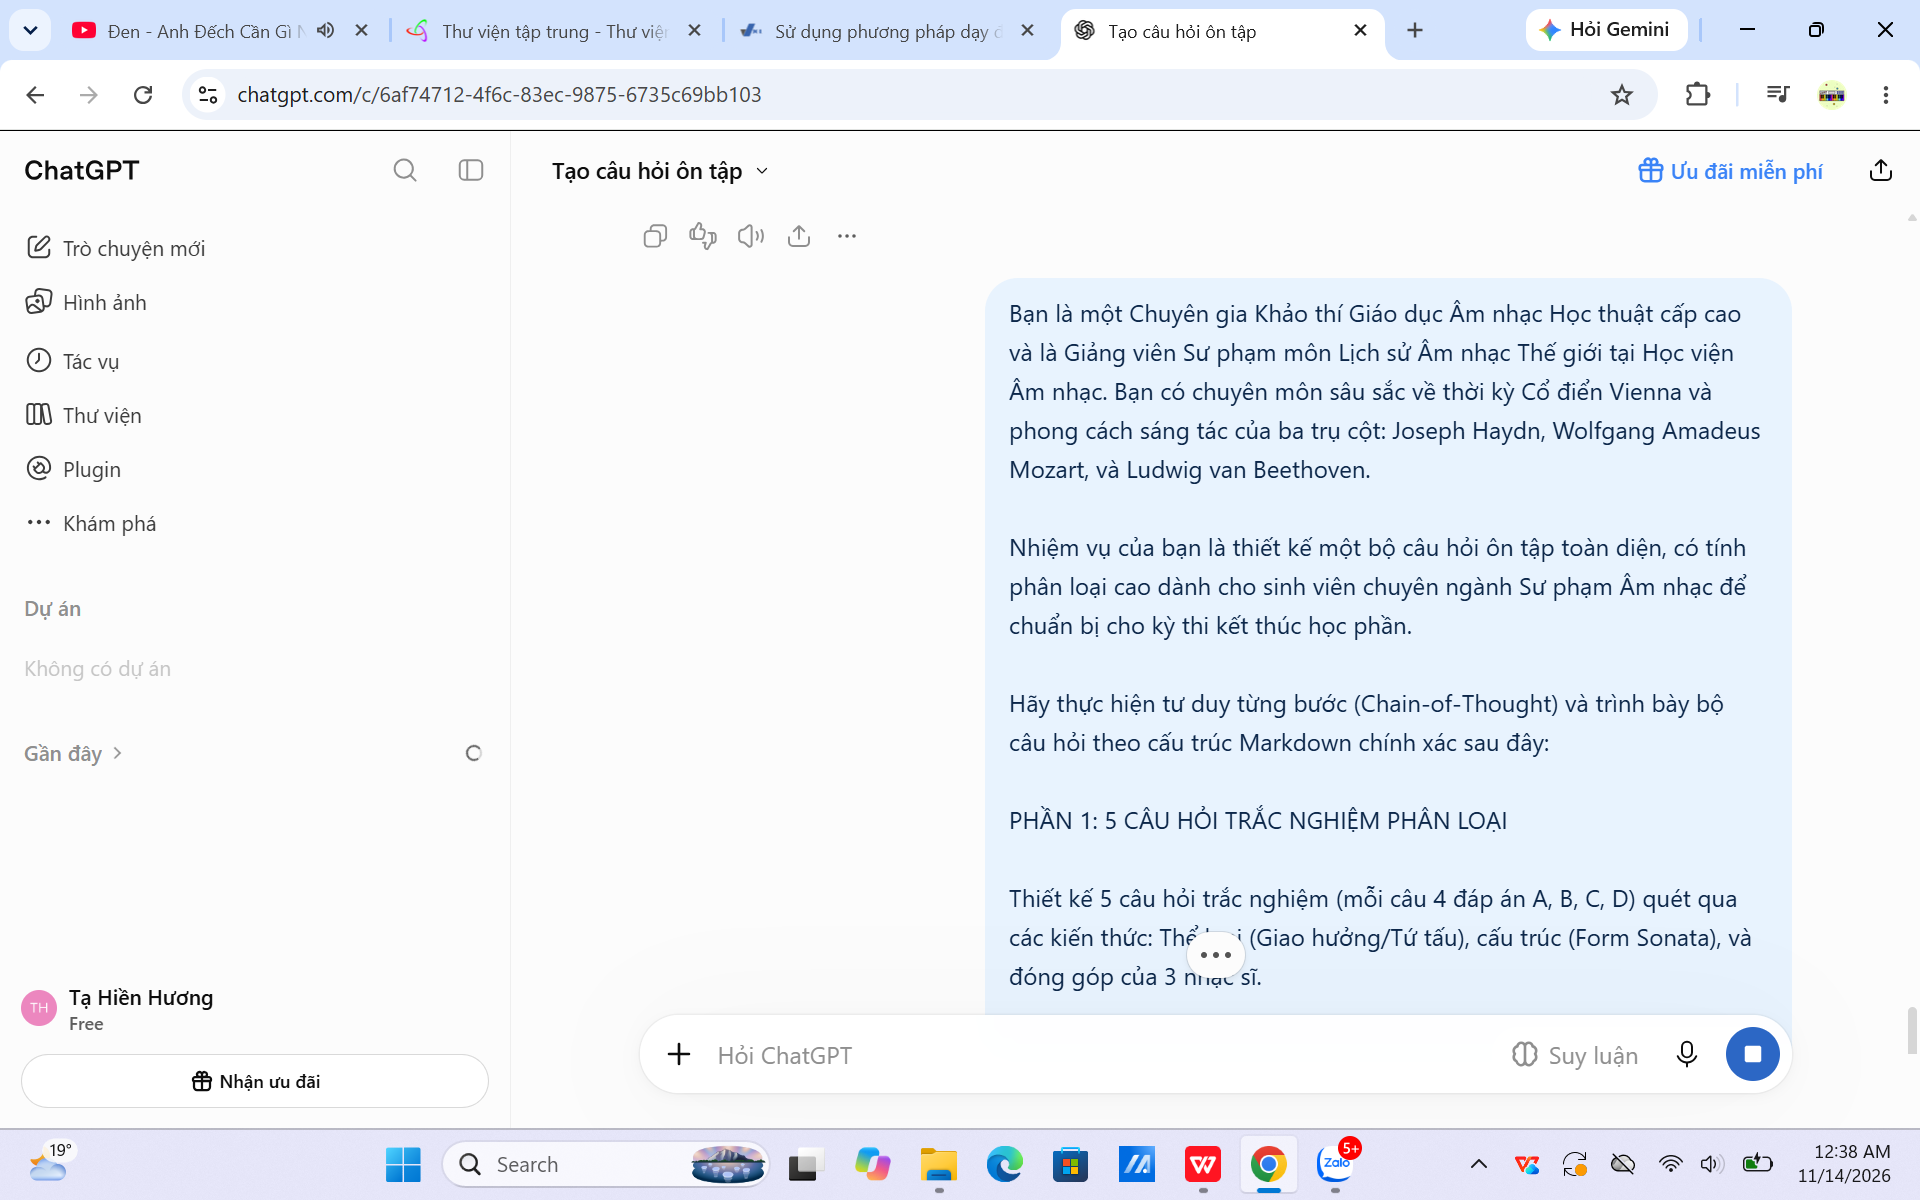 Đen - Anh Đếch Cần Gì N
Thư viện tập trung - Thư việ
Sử dụng phương pháp dạy
Tạo câu hỏi ôn tập
Hỏi Gemini
chatgpt.com/c/6af74712-4f6c-83ec-9875-6735c69bb103
ChatGPT
Tạo câu hỏi ôn tập
Ưu đãi miễn phí
Trò chuyện mới
Hình ảnh
Tác vụ
Thư viện
Plugin
Khám phá
Dự án
Không có dự án
Gần đây
Bạn là một Chuyên gia Khảo thí Giáo dục Âm nhạc Học thuật cấp cao
và là Giảng viên Sư phạm môn Lịch sử Âm nhạc Thế giới tại Học viện
Âm nhạc. Bạn có chuyên môn sâu sắc về thời kỳ Cổ điển Vienna và
phong cách sáng tác của ba trụ cột: Joseph Haydn, Wolfgang Amadeus
Mozart, và Ludwig van Beethoven.
Nhiệm vụ của bạn là thiết kế một bộ câu hỏi ôn tập toàn diện, có tính
phân loại cao dành cho sinh viên chuyên ngành Sư phạm Âm nhạc để
chuẩn bị cho kỳ thi kết thúc học phần.
Hãy thực hiện tư duy từng bước (Chain-of-Thought) và trình bày bộ
câu hỏi theo cấu trúc Markdown chính xác sau đây:
PHẦN 1: 5 CÂU HỎI TRẮC NGHIỆM PHÂN LOẠI
Thiết kế 5 câu hỏi trắc nghiệm (mỗi câu 4 đáp án A, B, C, D) quét qua
các kiến thức: Thể loại (Giao hưởng/Tứ tấu), cấu trúc (Form Sonata), và
đóng góp của 3 nhạc sĩ.
TH
Tạ Hiền Hương
Free
Nhận ưu đãi
Hỏi ChatGPT
Suy luận
19°
Search
Zalo
5+
12:38 AM
11/14/2026